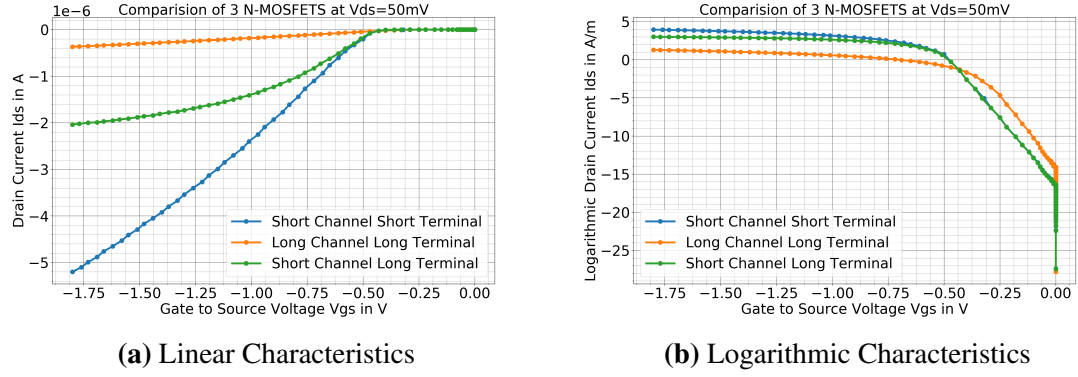 Comparision of 3 N-MOSFETS at Vds=50mV
1e−6
0
−1
−2
−3
−4
−5
Drain Current Ids in A
Short Channel Short Terminal
Long Channel Long Terminal
Short Channel Long Terminal
−1.75 −1.50 −1.25 −1.00 −0.75 −0.50 −0.25 0.00
Gate to Source Voltage Vgs in V
(a) Linear Characteristics
Comparision of 3 N-MOSFETS at Vds=50mV
5
0
−5
−10
−15
−20
−25
Logarithmic Drain Current Ids in A/m
Short Channel Short Terminal
Long Channel Long Terminal
Short Channel Long Terminal
−1.75 −1.50 −1.25 −1.00 −0.75 −0.50 −0.25 0.00
Gate to Source Voltage Vgs in V
(b) Logarithmic Characteristics